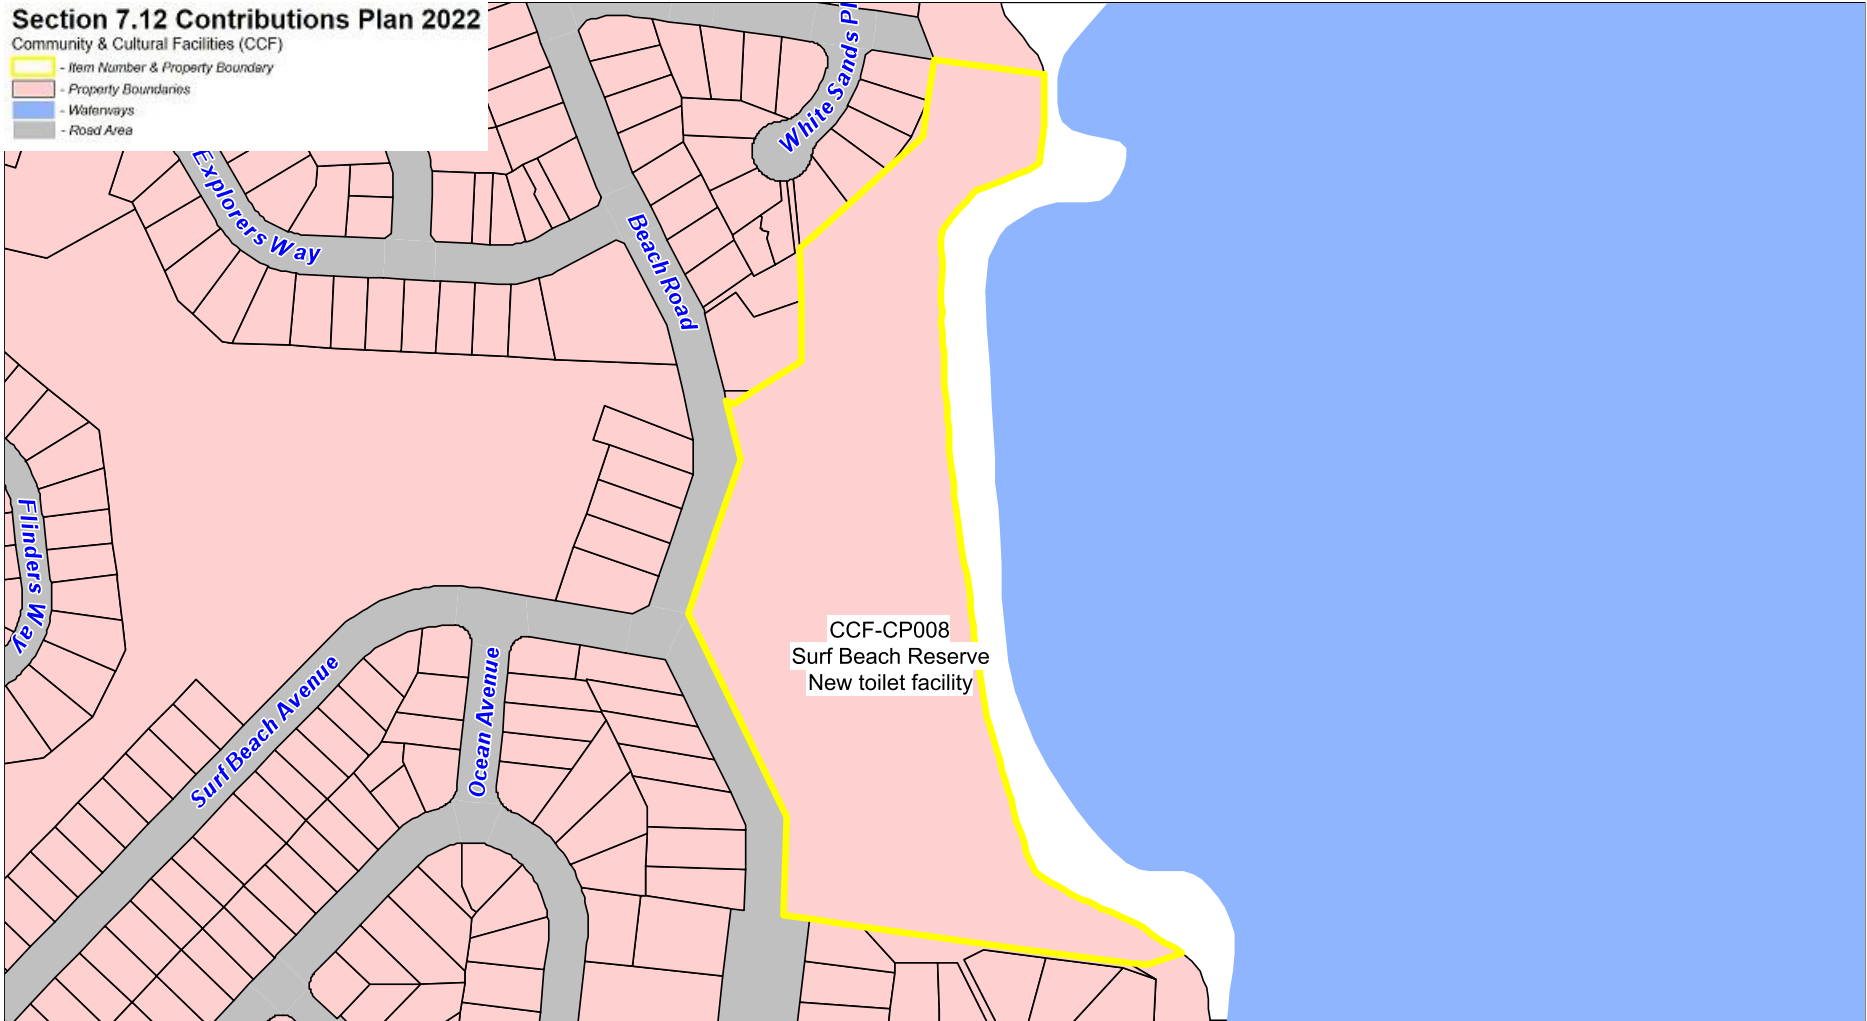 Section 7.12 Contributions Plan 2022
Community & Cultural Facilities (CCF)
- Item Number & Property Boundary
- Property Boundaries
- Waterways
- Road Area
White Sands Pl
Explorers Way
Beach Road
Flinders Way
Surf Beach Avenue
Ocean Avenue
CCF-CP008
Surf Beach Reserve
New toilet facility